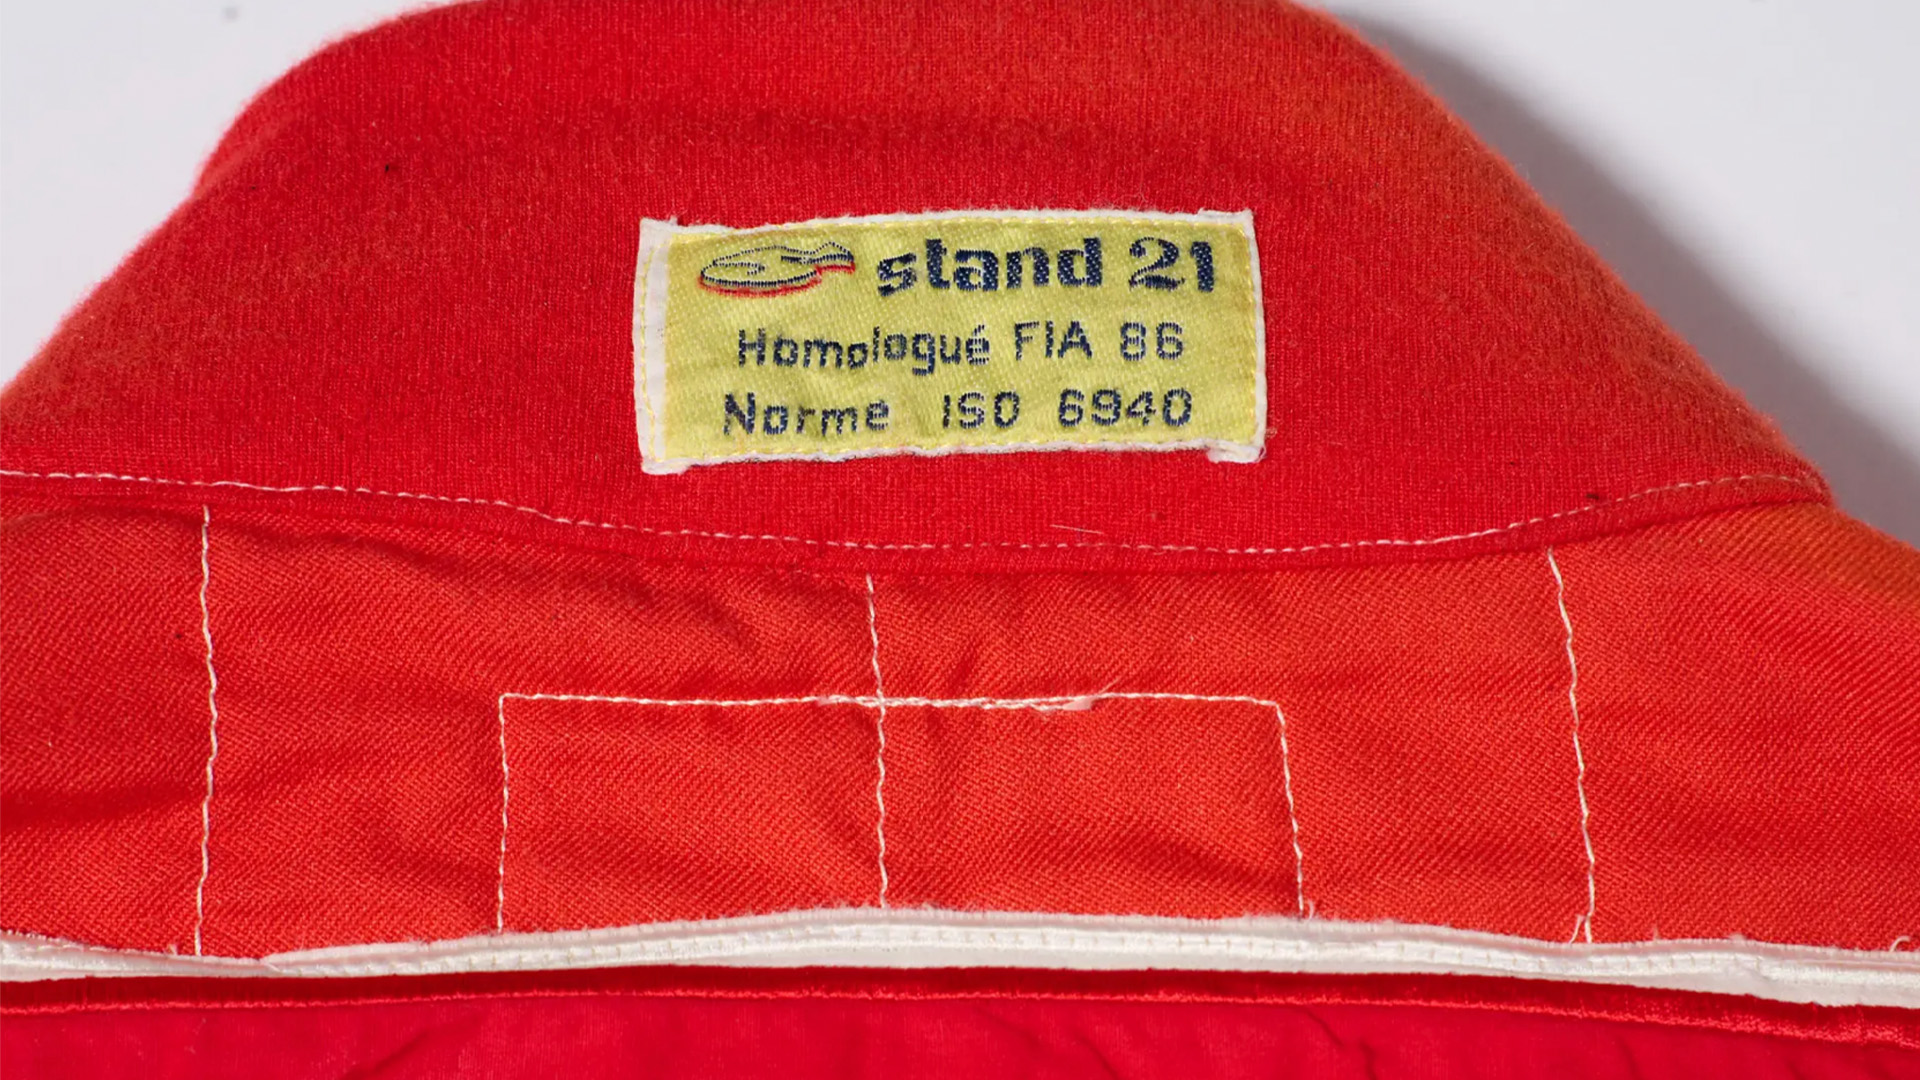 stand 21
Homologué FIA 86
Norme ISO 6940